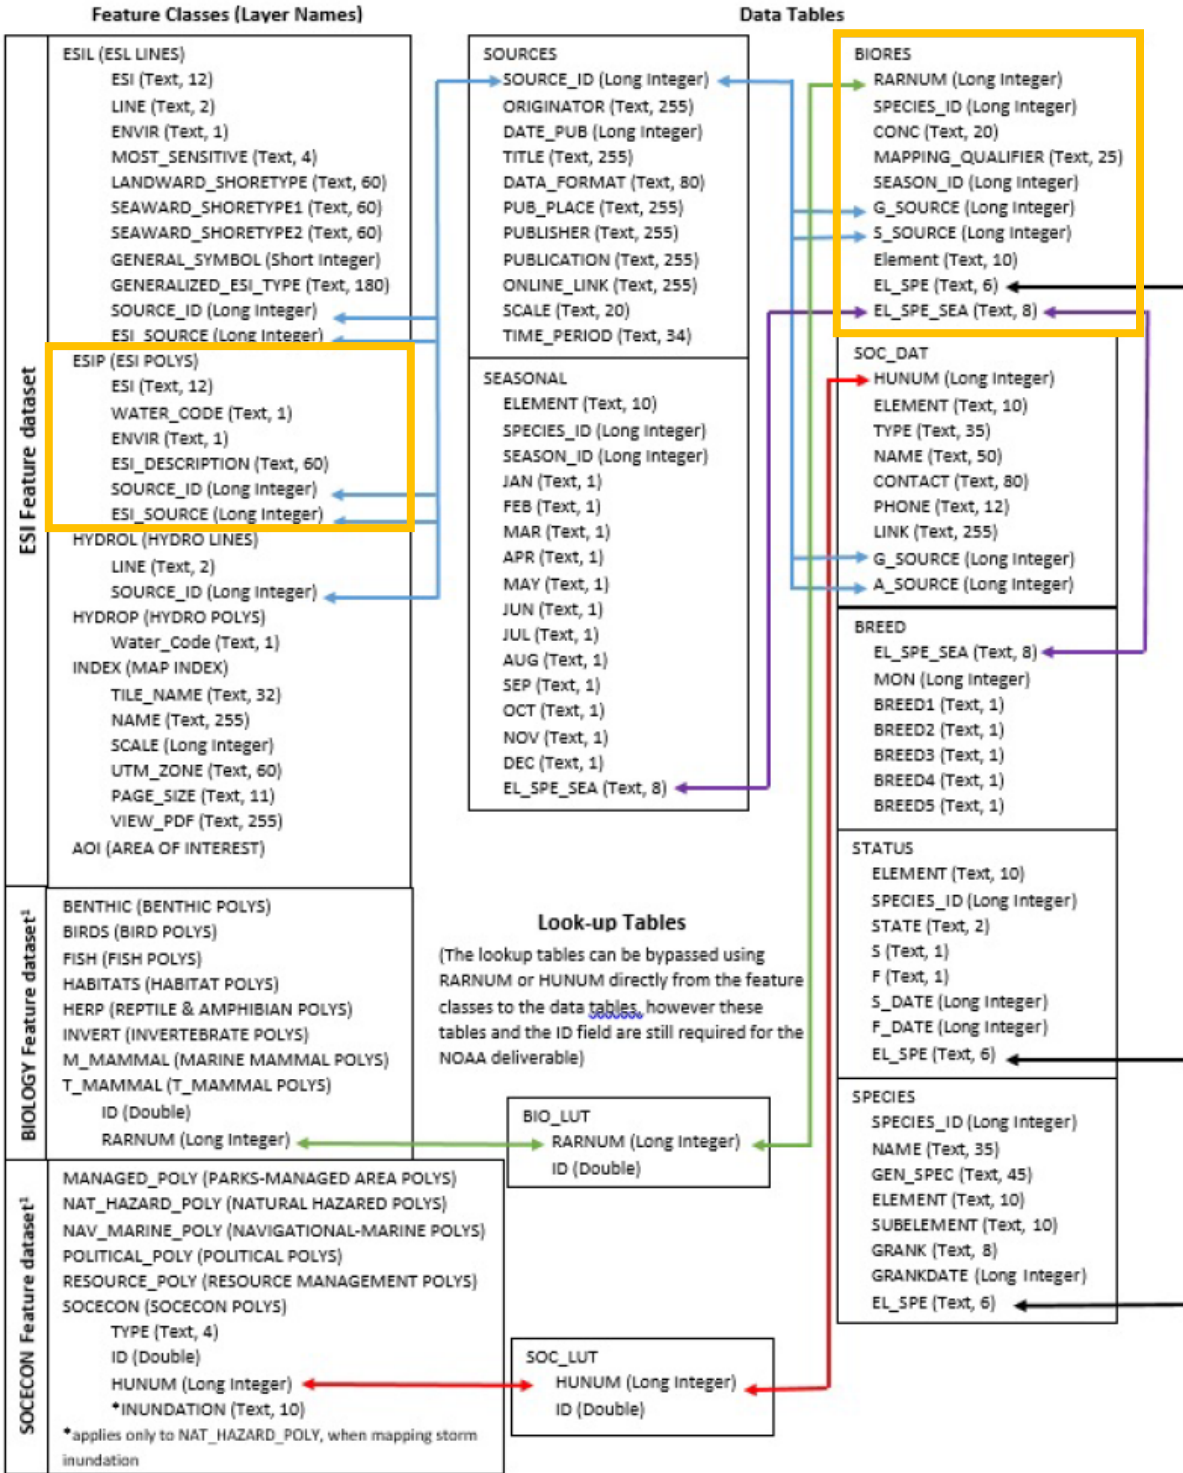 Feature Classes (Layer Names)
ESI Feature dataset
ESIL (ESL LINES)
ESI (Text, 12)
LINE (Text, 2)
ENVIR (Text, 1)
MOST_SENSITIVE (Text, 4)
LANDWARD_SHORETYPE (Text, 60)
SEAWARD_SHORETYPE1 (Text, 60)
SEAWARD_SHORETYPE2 (Text, 60)
GENERAL_SYMBOL (Short Integer)
GENERALIZED_ESI_TYPE (Text, 180)
SOURCE_ID (Long Integer)
ESI_SOURCE (Long Integer)
ESIP (ESI POLYS)
ESI (Text, 12)
WATER_CODE (Text, 1)
ENVIR (Text, 1)
ESI_DESCRIPTION (Text, 60)
SOURCE_ID (Long Integer)
ESI_SOURCE (Long Integer)
HYDROL (HYDRO LINES)
LINE (Text, 2)
SOURCE_ID (Long Integer)
HYDROP (HYDRO POLYS)
Water_Code (Text, 1)
INDEX (MAP INDEX)
TILE_NAME (Text, 32)
NAME (Text, 255)
SCALE (Long Integer)
UTM_ZONE (Text, 60)
PAGE_SIZE (Text, 11)
VIEW_PDF (Text, 255)
AOI (AREA OF INTEREST)
BIOLOGY Feature dataset¹
BENTHIC (BENTHIC POLYS)
BIRDS (BIRD POLYS)
FISH (FISH POLYS)
HABITATS (HABITAT POLYS)
HERP (REPTILE & AMPHIBIAN POLYS)
INVERT (INVERTEBRATE POLYS)
M_MAMMAL (MARINE MAMMAL POLYS)
T_MAMMAL (T_MAMMAL POLYS)
ID (Double)
RARNUM (Long Integer)
SOCECON Feature dataset¹
MANAGED_POLY (PARKS-MANAGED AREA POLYS)
NAT_HAZARD_POLY (NATURAL HAZARED POLYS)
NAV_MARINE_POLY (NAVIGATIONAL-MARINE POLYS)
POLITICAL_POLY (POLITICAL POLYS)
RESOURCE_POLY (RESOURCE MANAGEMENT POLYS)
SOCECON (SOCECON POLYS)
TYPE (Text, 4)
ID (Double)
HUNUM (Long Integer)
*INUNDATION (Text, 10)
*applies only to NAT_HAZARD_POLY, when mapping storm
inundation
Data Tables
SOURCES
SOURCE_ID (Long Integer)
ORIGINATOR (Text, 255)
DATE_PUB (Long Integer)
TITLE (Text, 255)
DATA_FORMAT (Text, 80)
PUB_PLACE (Text, 255)
PUBLISHER (Text, 255)
PUBLICATION (Text, 255)
ONLINE_LINK (Text, 255)
SCALE (Text, 20)
TIME_PERIOD (Text, 34)
SEASONAL
ELEMENT (Text, 10)
SPECIES_ID (Long Integer)
SEASON_ID (Long Integer)
JAN (Text, 1)
FEB (Text, 1)
MAR (Text, 1)
APR (Text, 1)
MAY (Text, 1)
JUN (Text, 1)
JUL (Text, 1)
AUG (Text, 1)
SEP (Text, 1)
OCT (Text, 1)
NOV (Text, 1)
DEC (Text, 1)
EL_SPE_SEA (Text, 8)
Look-up Tables
(The lookup tables can be bypassed using
RARNUM or HUNUM directly from the feature
classes to the data tables, however these
tables and the ID field are still required for the
NOAA deliverable)
BIO_LUT
RARNUM (Long Integer)
ID (Double)
SOC_LUT
HUNUM (Long Integer)
ID (Double)
BIORES
RARNUM (Long Integer)
SPECIES_ID (Long Integer)
CONC (Text, 20)
MAPPING_QUALIFIER (Text, 25)
SEASON_ID (Long Integer)
G_SOURCE (Long Integer)
S_SOURCE (Long Integer)
Element (Text, 10)
EL_SPE (Text, 6)
EL_SPE_SEA (Text, 8)
SOC_DAT
HUNUM (Long Integer)
ELEMENT (Text, 10)
TYPE (Text, 35)
NAME (Text, 50)
CONTACT (Text, 80)
PHONE (Text, 12)
LINK (Text, 255)
G_SOURCE (Long Integer)
A_SOURCE (Long Integer)
BREED
EL_SPE_SEA (Text, 8)
MON (Long Integer)
BREED1 (Text, 1)
BREED2 (Text, 1)
BREED3 (Text, 1)
BREED4 (Text, 1)
BREED5 (Text, 1)
STATUS
ELEMENT (Text, 10)
SPECIES_ID (Long Integer)
STATE (Text, 2)
S (Text, 1)
F (Text, 1)
S_DATE (Long Integer)
F_DATE (Long Integer)
EL_SPE (Text, 6)
SPECIES
SPECIES_ID (Long Integer)
NAME (Text, 35)
GEN_SPEC (Text, 45)
ELEMENT (Text, 10)
SUBELEMENT (Text, 10)
GRANK (Text, 8)
GRANKDATE (Long Integer)
EL_SPE (Text, 6)